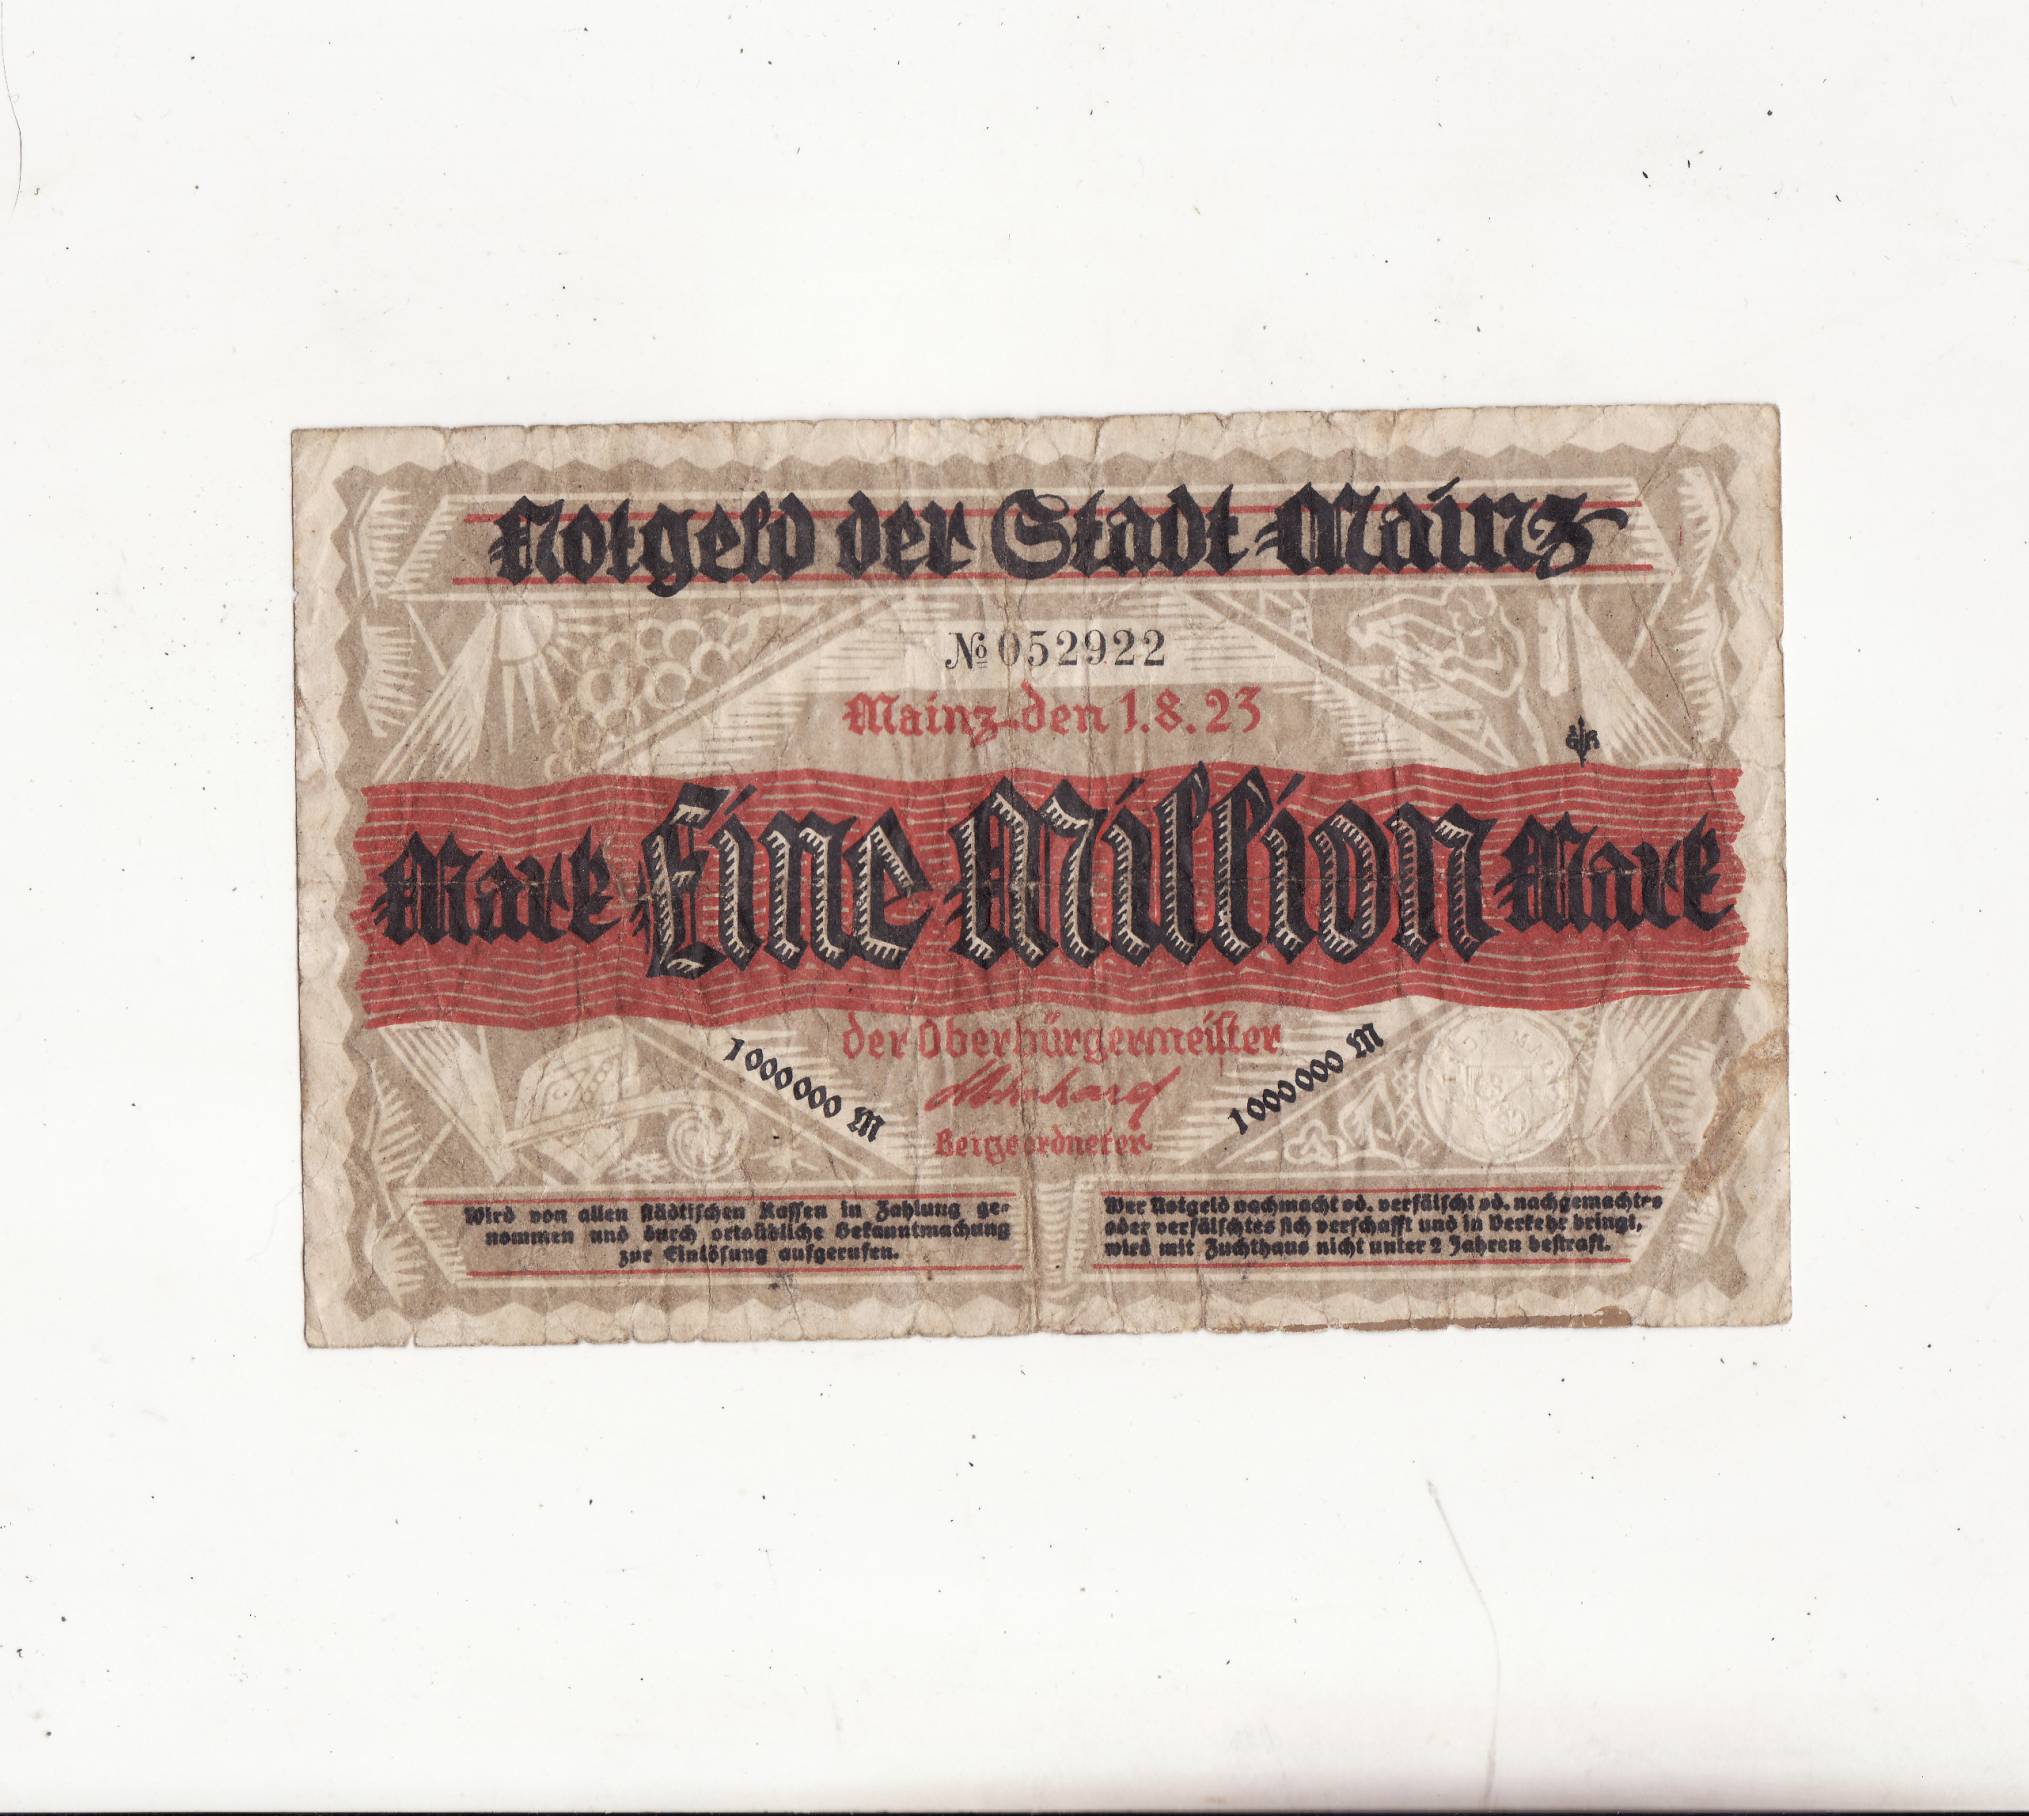 Notgeld der Stadt Mainz
№ 052922
Mainz den 1.8.23
Mark Eine Million Mark
der Oberbürgermeister
1000000 M
1000000 M
Beigeordneter
Wird von allen städtischen Kassen in Zahlung ge-
nommen und durch ortsübliche Bekanntmachung
zur Einlösung aufgerufen.
Wer Notgeld nachmacht od. verfälscht od. nachgemachtes
oder verfälschtes sich verschafft und in Verkehr bringt,
wird mit Zuchthaus nicht unter 2 Jahren bestraft.